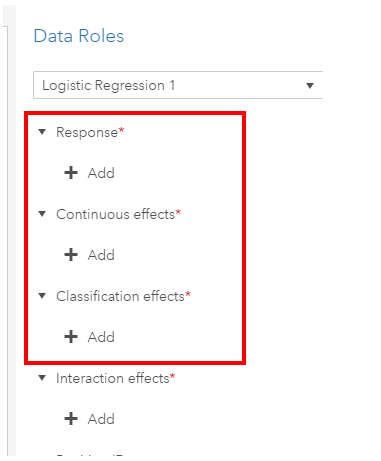 Data Roles
Logistic Regression 1
Response*
Add
Continuous effects*
Add
Classification effects*
Add
Interaction effects*
Add